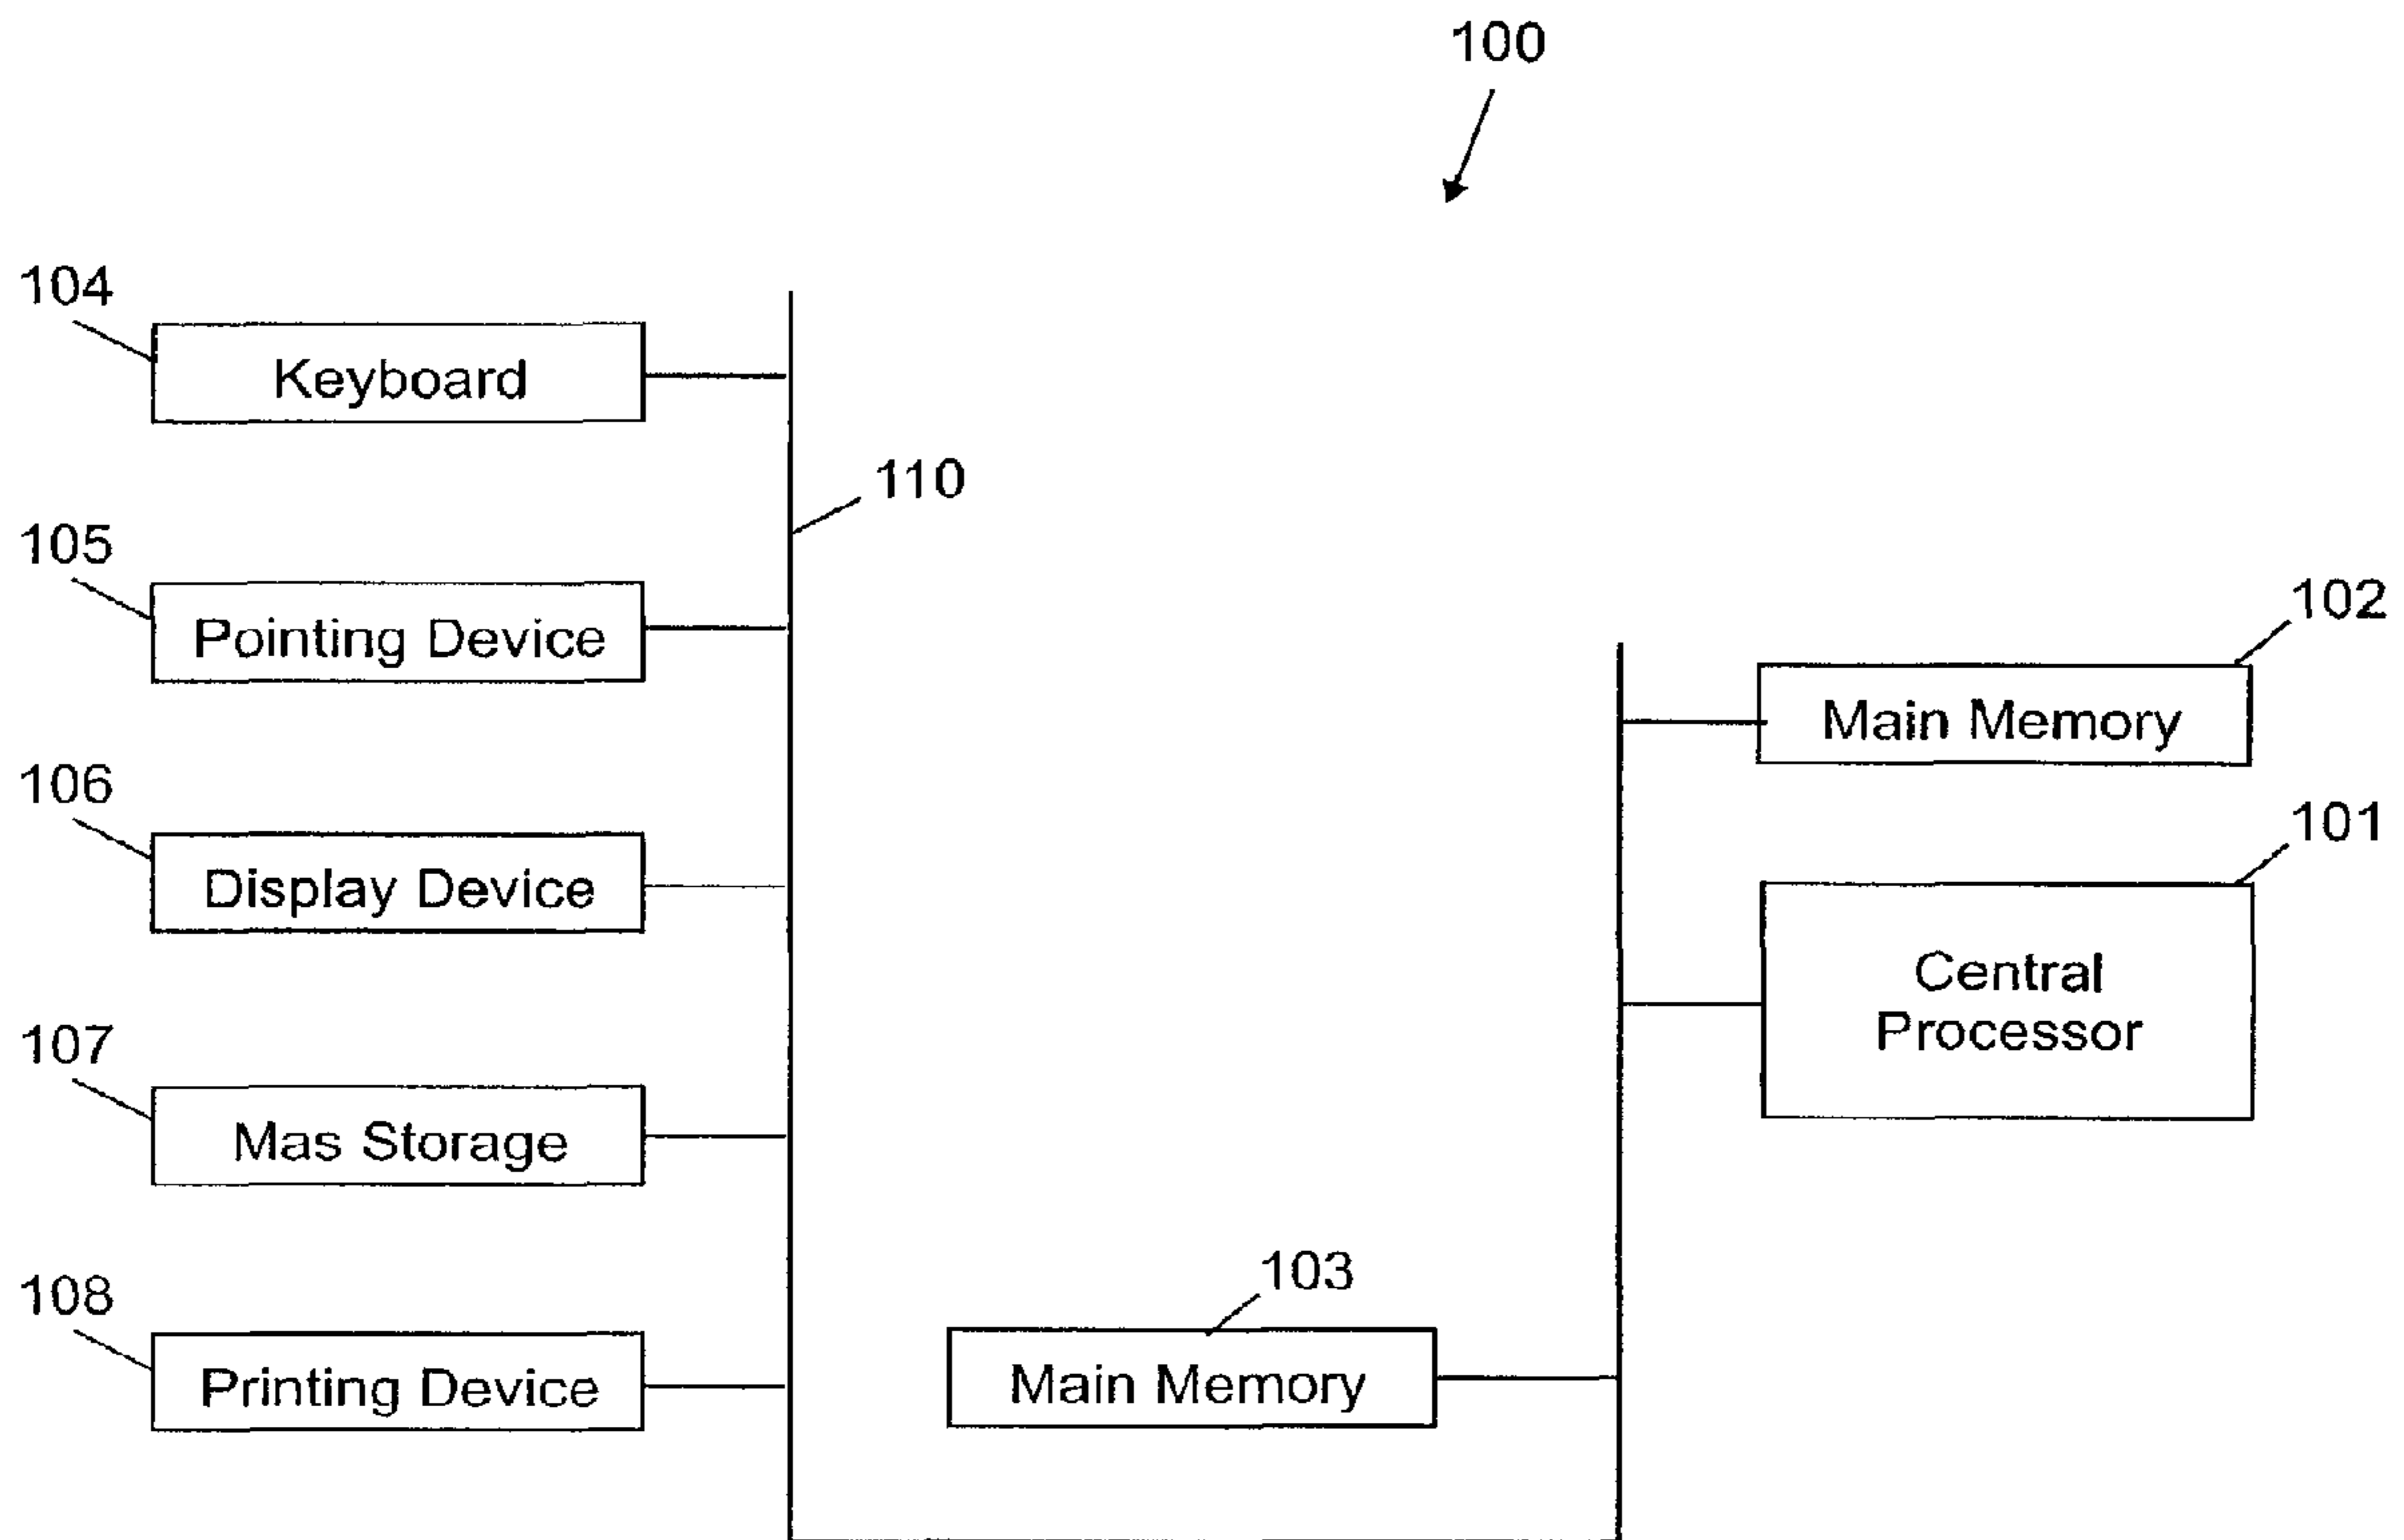 100
104
Keyboard
110
105
Pointing Device
102
Main Memory
106
Display Device
101
Central
Processor
107
Mas Storage
103
Main Memory
108
Printing Device